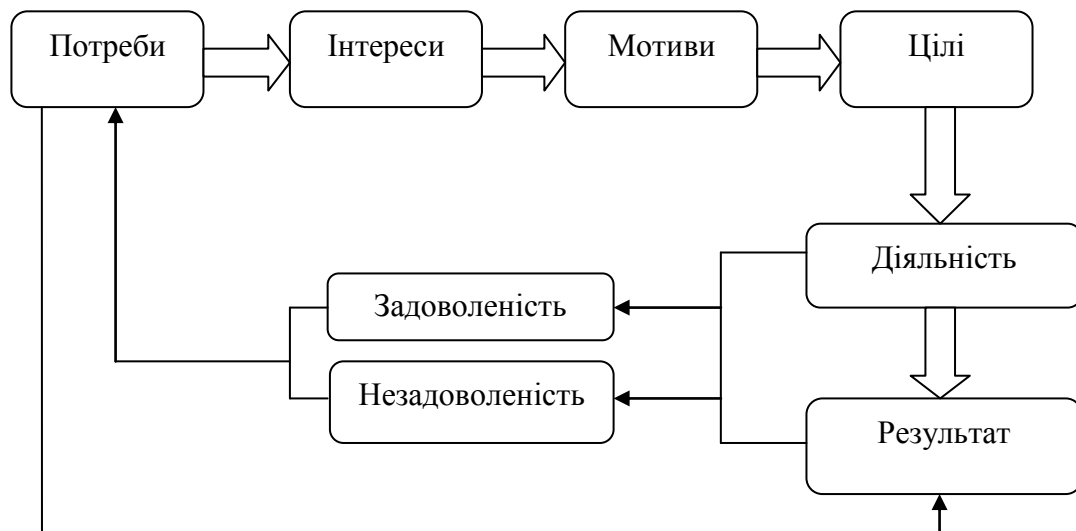 Потреби
Інтереси
Мотиви
Цілі
Діяльність
Задоволеність
Незадоволеність
Результат